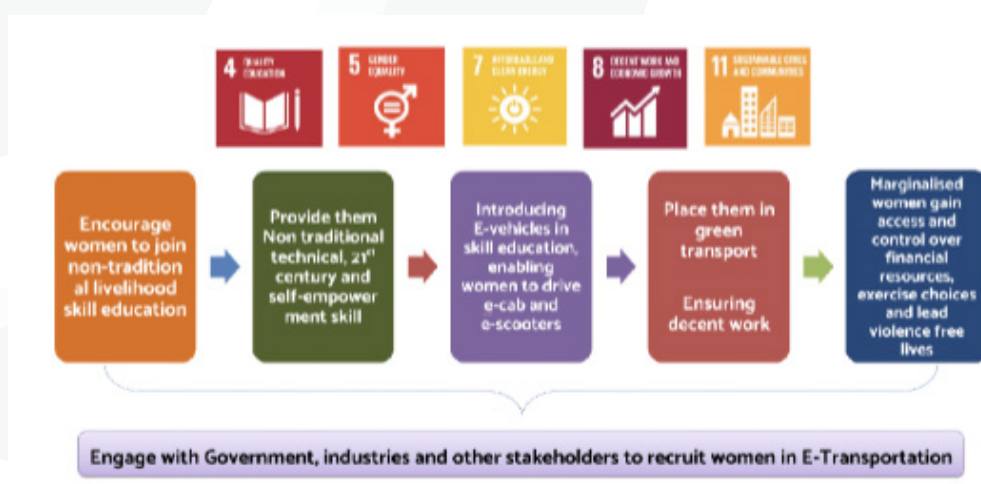 4 QUALITY
EDUCATION
5 GENDER
EQUALITY
7 AFFORDABLE AND
CLEAN ENERGY
8 DECENT WORK AND
ECONOMIC GROWTH
11 SUSTAINABLE CITIES
AND COMMUNITIES
Encourage
women to join
non-tradition
al livelihood
skill education
Provide them
Non traditional
technical, 21st
century and
self-empower
ment skill
Introducing
E-vehicles in
skill education,
enabling
women to drive
e-cab and
e-scooters
Place them in
green
transport
Ensuring
decent work
Marginalised
women gain
access and
control over
financial
resources,
exercise choices
and lead
violence free
lives
Engage with Government, industries and other stakeholders to recruit women in E-Transportation